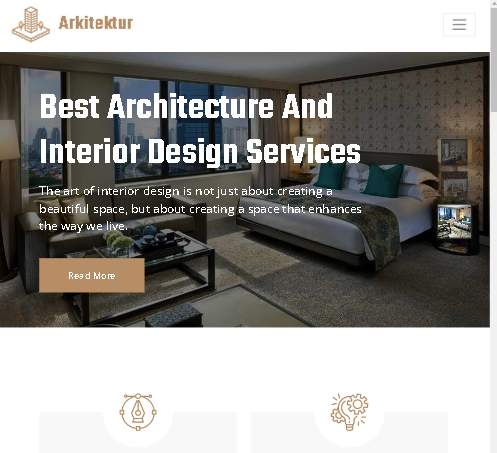 Arkitektur
Best Architecture And
Interior Design Services
The art of interior design is not just about creating a
beautiful space, but about creating a space that enhances
the way we live.
Read More